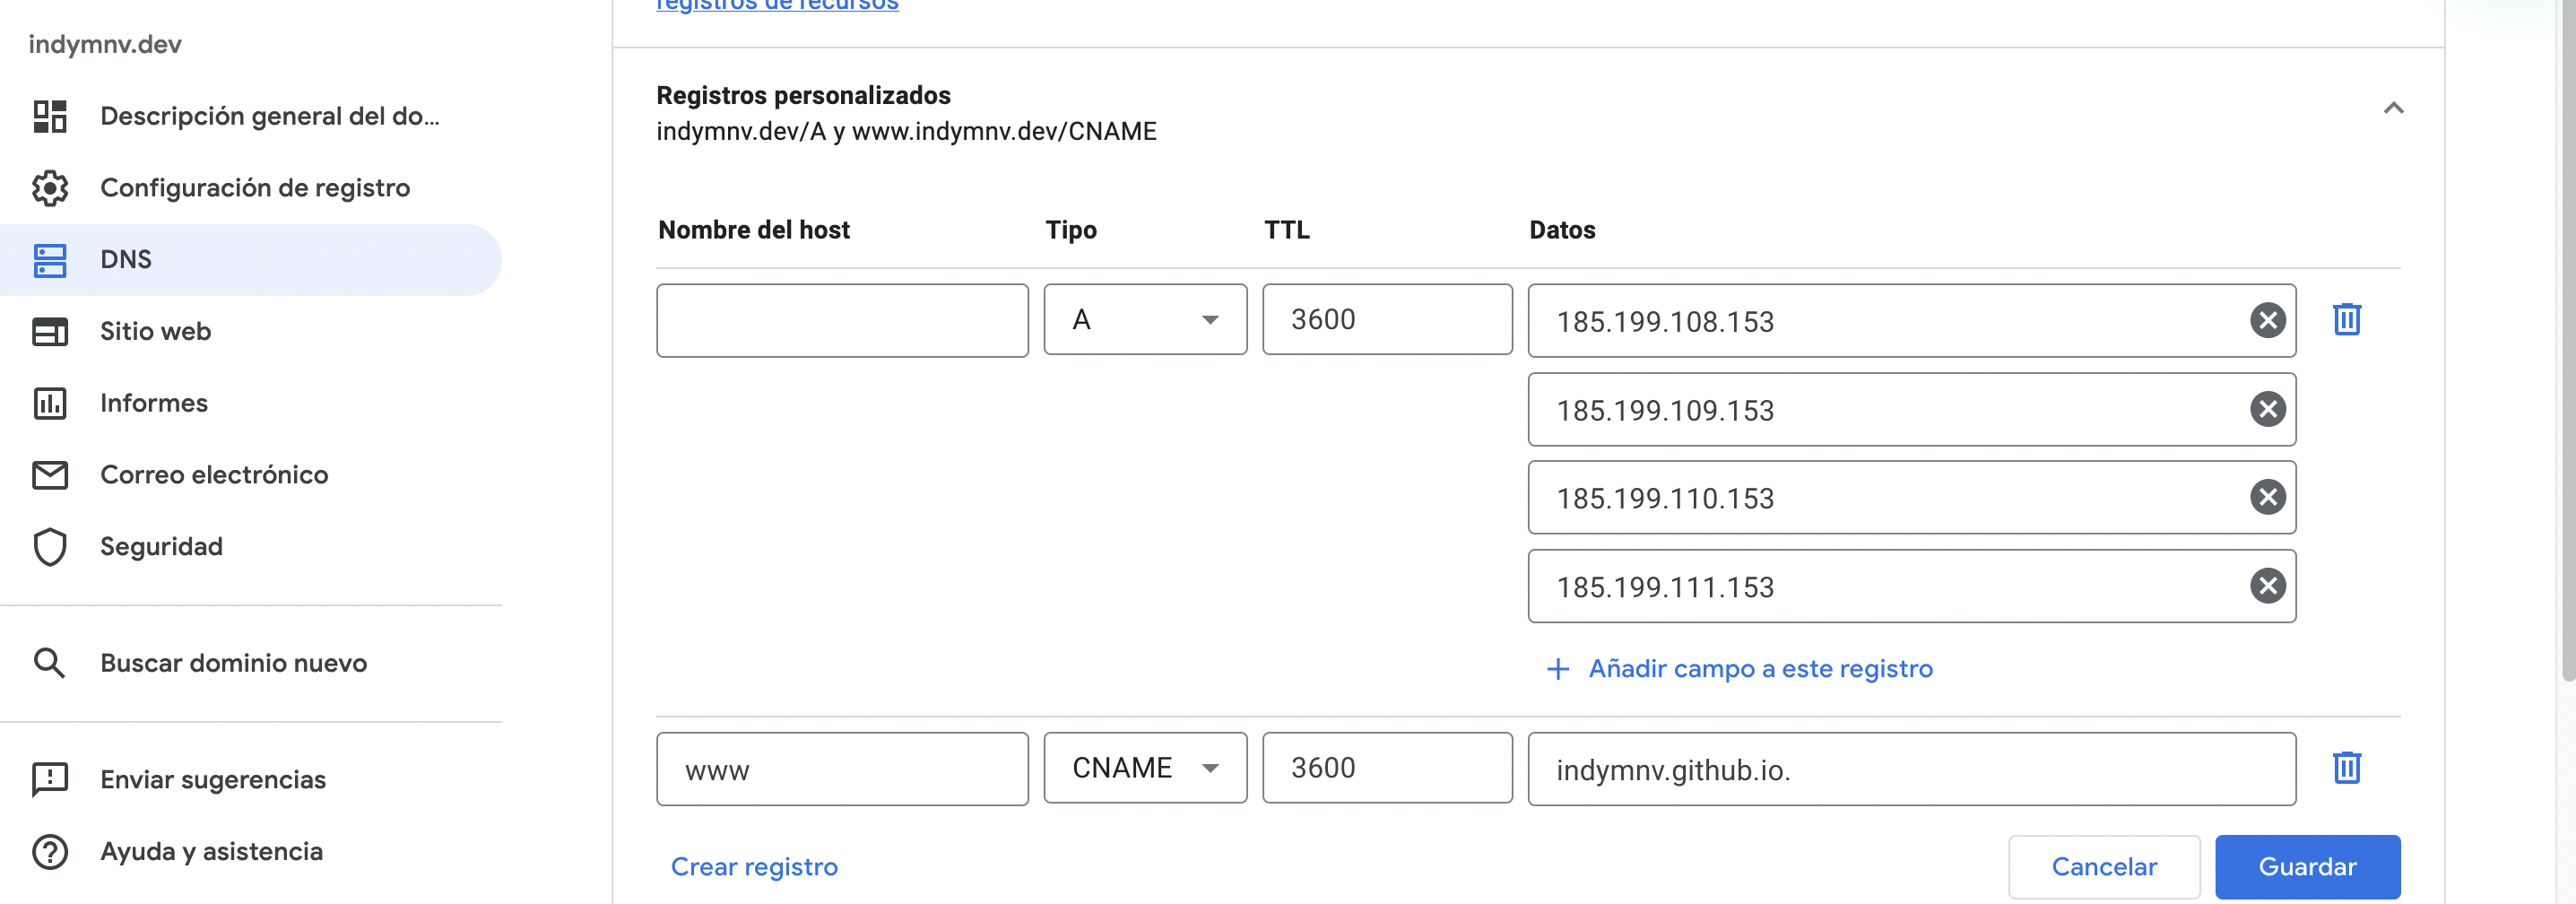 registros de recursos
indymnv.dev
Descripción general del do...
Configuración de registro
DNS
Sitio web
Informes
Correo electrónico
Seguridad
Buscar dominio nuevo
Enviar sugerencias
Ayuda y asistencia
Registros personalizados
indymnv.dev/A y www.indymnv.dev/CNAME
Nombre del host Tipo TTL Datos
A 3600 185.199.108.153
185.199.109.153
185.199.110.153
185.199.111.153
+ Añadir campo a este registro
www CNAME 3600 indymnv.github.io.
Crear registro Cancelar Guardar